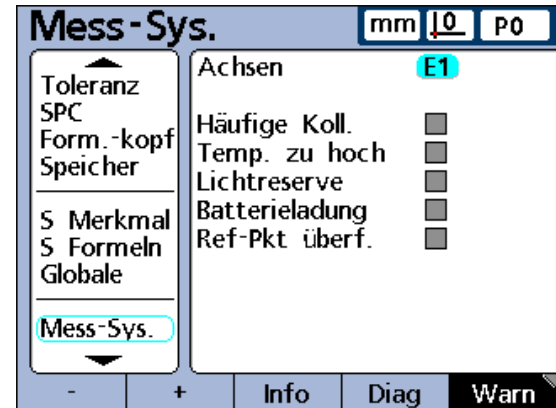 Mess-Sys.
mm 0 P0
Toleranz
SPC
Form.-kopf
Speicher
S Merkmal
S Formeln
Globale
Mess-Sys.
Achsen E1
Häufige Koll.
Temp. zu hoch
Lichtreserve
Batterieladung
Ref-Pkt überf.
- + Info Diag Warn